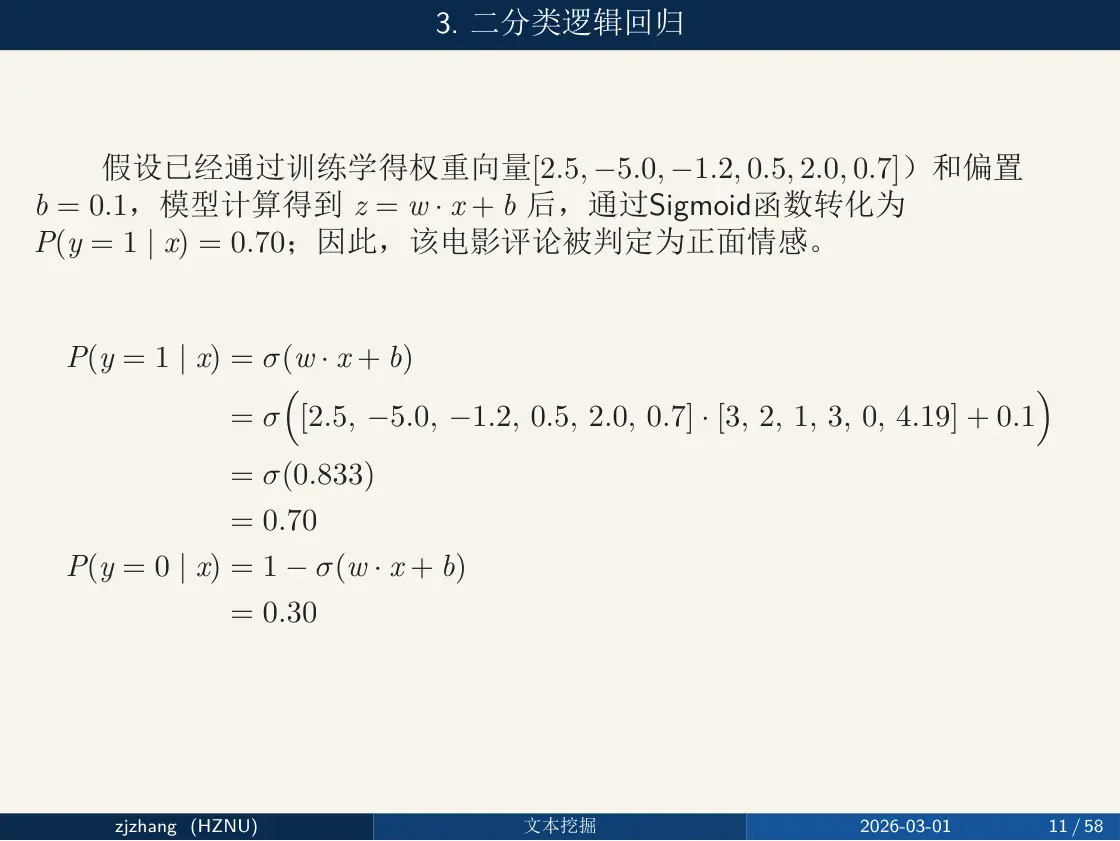 3. 二分类逻辑回归
假设已经通过训练学得权重向量[2.5, −5.0, −1.2, 0.5, 2.0, 0.7]）和偏置
b = 0.1，模型计算得到 z = w · x + b 后，通过Sigmoid函数转化为
P(y = 1 | x) = 0.70；因此，该电影评论被判定为正面情感。
P(y = 1 | x) = σ(w · x + b)
= σ([2.5, −5.0, −1.2, 0.5, 2.0, 0.7] · [3, 2, 1, 3, 0, 4.19] + 0.1)
= σ(0.833)
= 0.70
P(y = 0 | x) = 1 − σ(w · x + b)
= 0.30
zjzhang (HZNU) 文本挖掘 2026-03-01 11 / 58